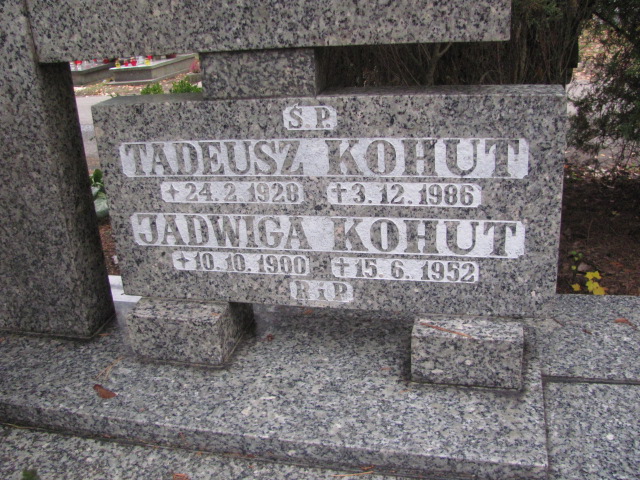 Ś.P.
TADEUSZ KOHUT
+24.2.1928 +3.12.1986
JADWIGA KOHUT
+10.10.1900 +15.6.1952
R i P